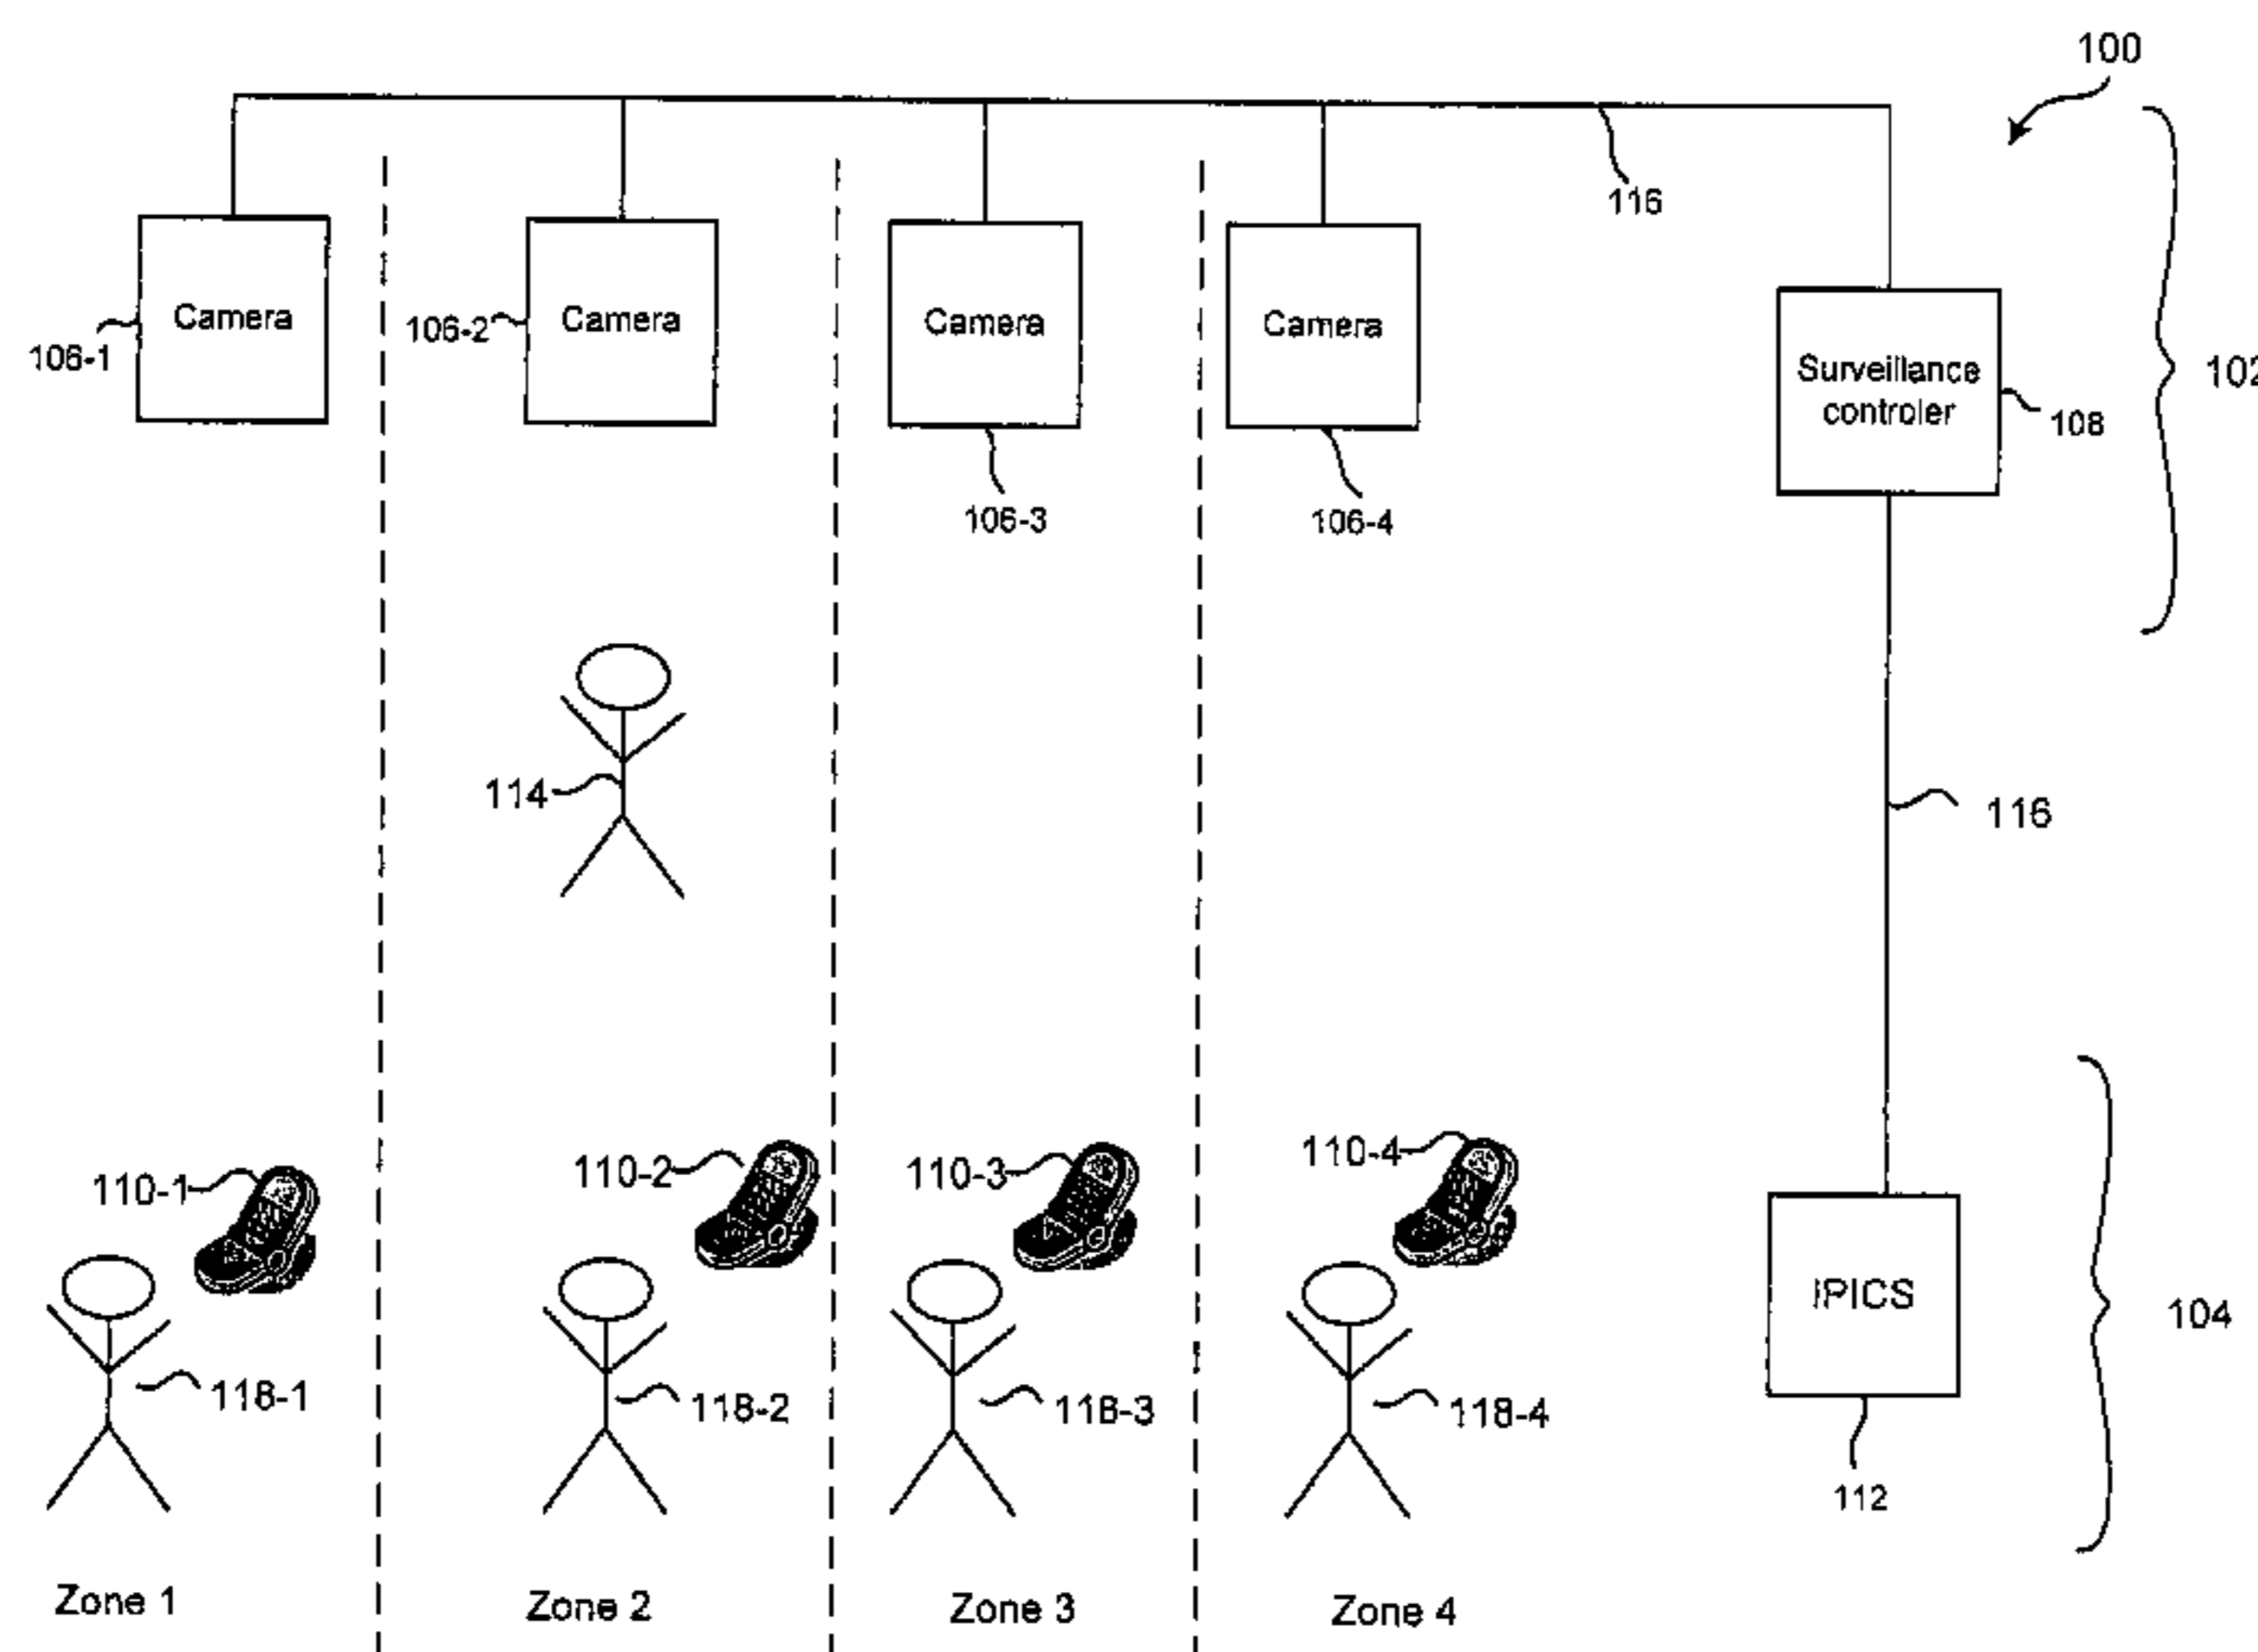 100
116
Camera
106-1
106-2
Camera
Camera
106-3
Camera
106-4
Surveillance
controler
108
102
114
116
110-1
110-2
110-3
110-4
118-1
118-2
118-3
118-4
IPICS
112
104
Zone 1
Zone 2
Zone 3
Zone 4